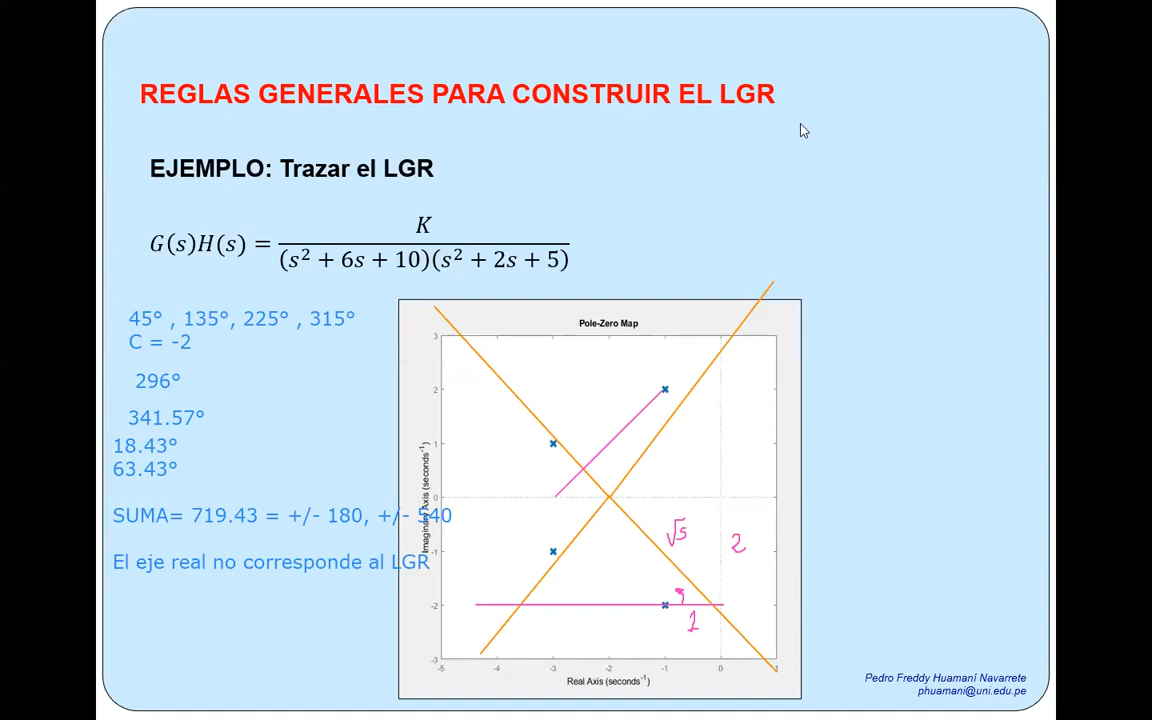 REGLAS GENERALES PARA CONSTRUIR EL LGR
EJEMPLO: Trazar el LGR
G(s)H(s) = K / (s² + 6s + 10)(s² + 2s + 5)
45° , 135°, 225° , 315°
C = -2
296°
341.57°
18.43°
63.43°
SUMA= 719.43 = +/- 180, +/- 540
El eje real no corresponde al LGR
Pole-Zero Map
3
2
1
0
-1
-2
-3
Imaginary Axis (seconds⁻¹)
√5
2
1
-5 -4 -3 -2 -1 0 1
Real Axis (seconds⁻¹)
Pedro Freddy Huamaní Navarrete
phuamani@uni.edu.pe